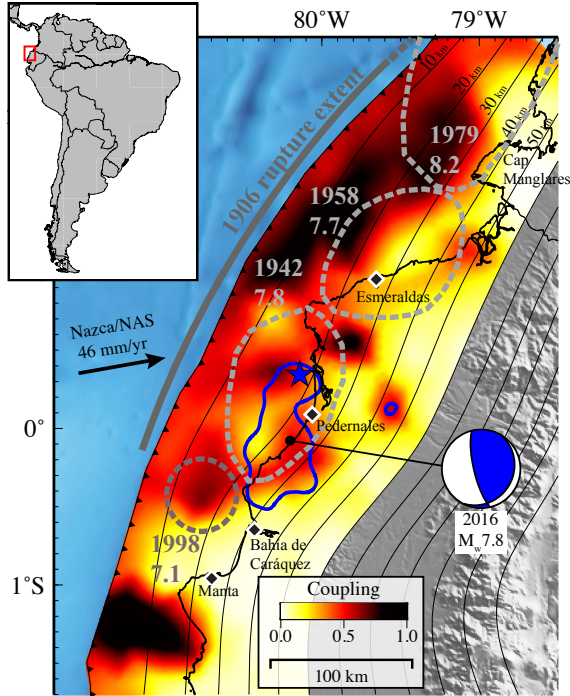 80°W
79°W
10 km
20 km
30 km
40 km
50 km
1906 rupture extent
1979
8.2
Cap
Manglares
1958
7.7
1942
7.8
Esmeraldas
Nazca/NAS
46 mm/yr
0°
Pedernales
2016
Mw7.8
1998
7.1
Bahía de
Caráquez
1°S
Manta
Coupling
0.0
0.5
1.0
100 km